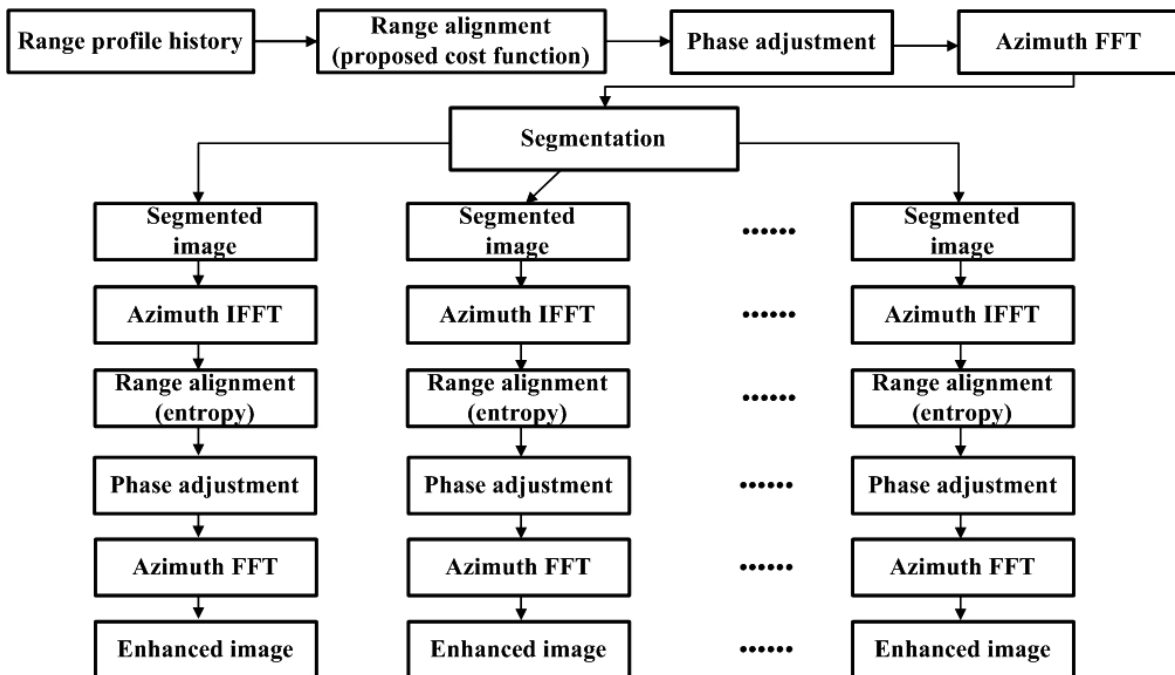 Range profile history
Range alignment
(proposed cost function)
Phase adjustment
Azimuth FFT
Segmentation
Segmented
image
Segmented
image
......
Segmented
image
Azimuth IFFT
Azimuth IFFT
......
Azimuth IFFT
Range alignment
(entropy)
Range alignment
(entropy)
......
Range alignment
(entropy)
Phase adjustment
Phase adjustment
......
Phase adjustment
Azimuth FFT
Azimuth FFT
......
Azimuth FFT
Enhanced image
Enhanced image
......
Enhanced image